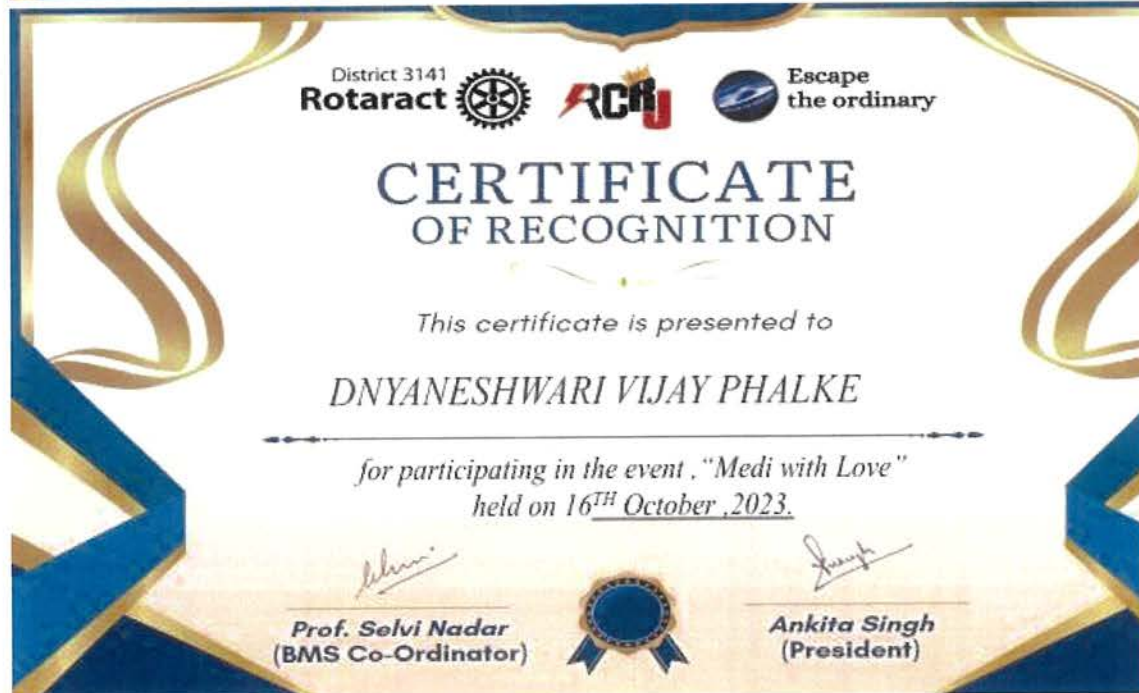 District 3141
Rotaract
RCRJ
Escape
the ordinary
CERTIFICATE
OF RECOGNITION
This certificate is presented to
DNYANESHWARI VIJAY PHALKE
for participating in the event , “Medi with Love”
held on 16TH October ,2023.
Prof. Selvi Nadar
(BMS Co-Ordinator)
Ankita Singh
(President)